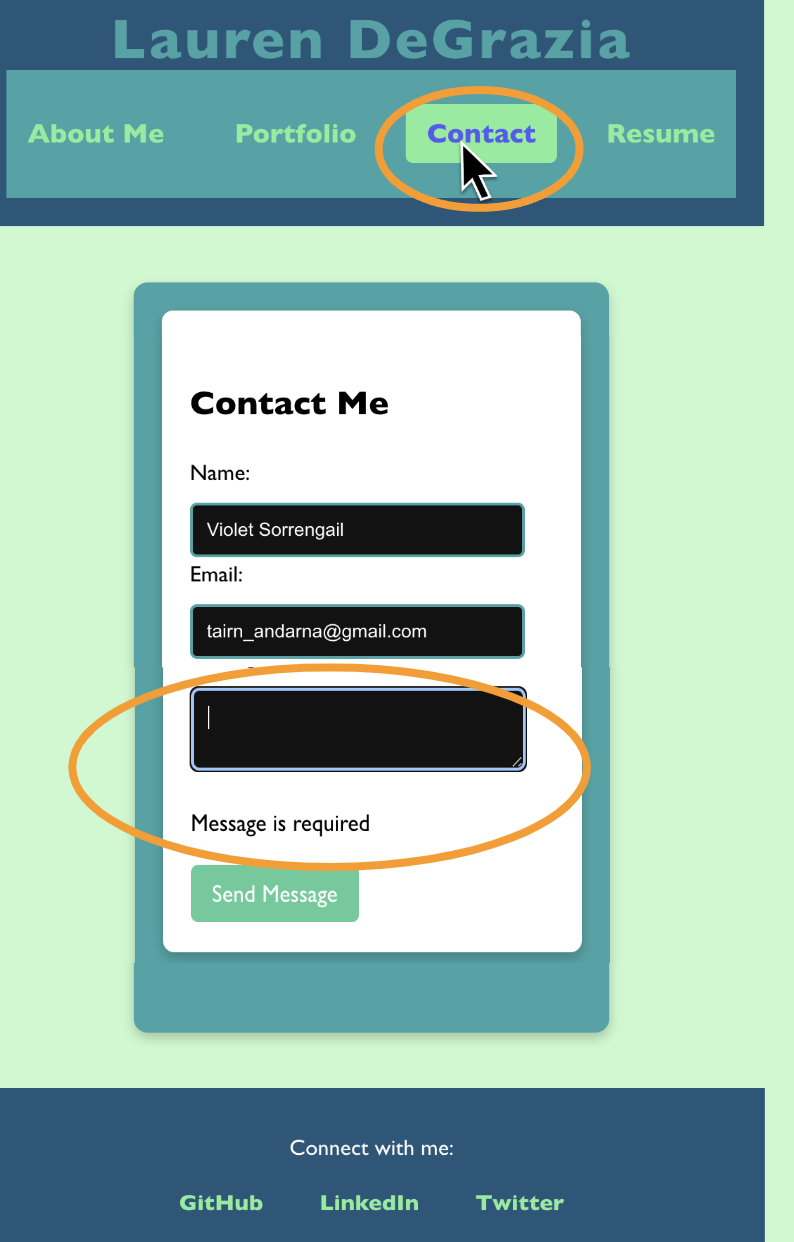 Lauren DeGrazia
About Me Portfolio Contact Resume
Contact Me
Name:
Violet Sorrengail
Email:
tairn_andarna@gmail.com
Message is required
Send Message
Connect with me:
GitHub LinkedIn Twitter